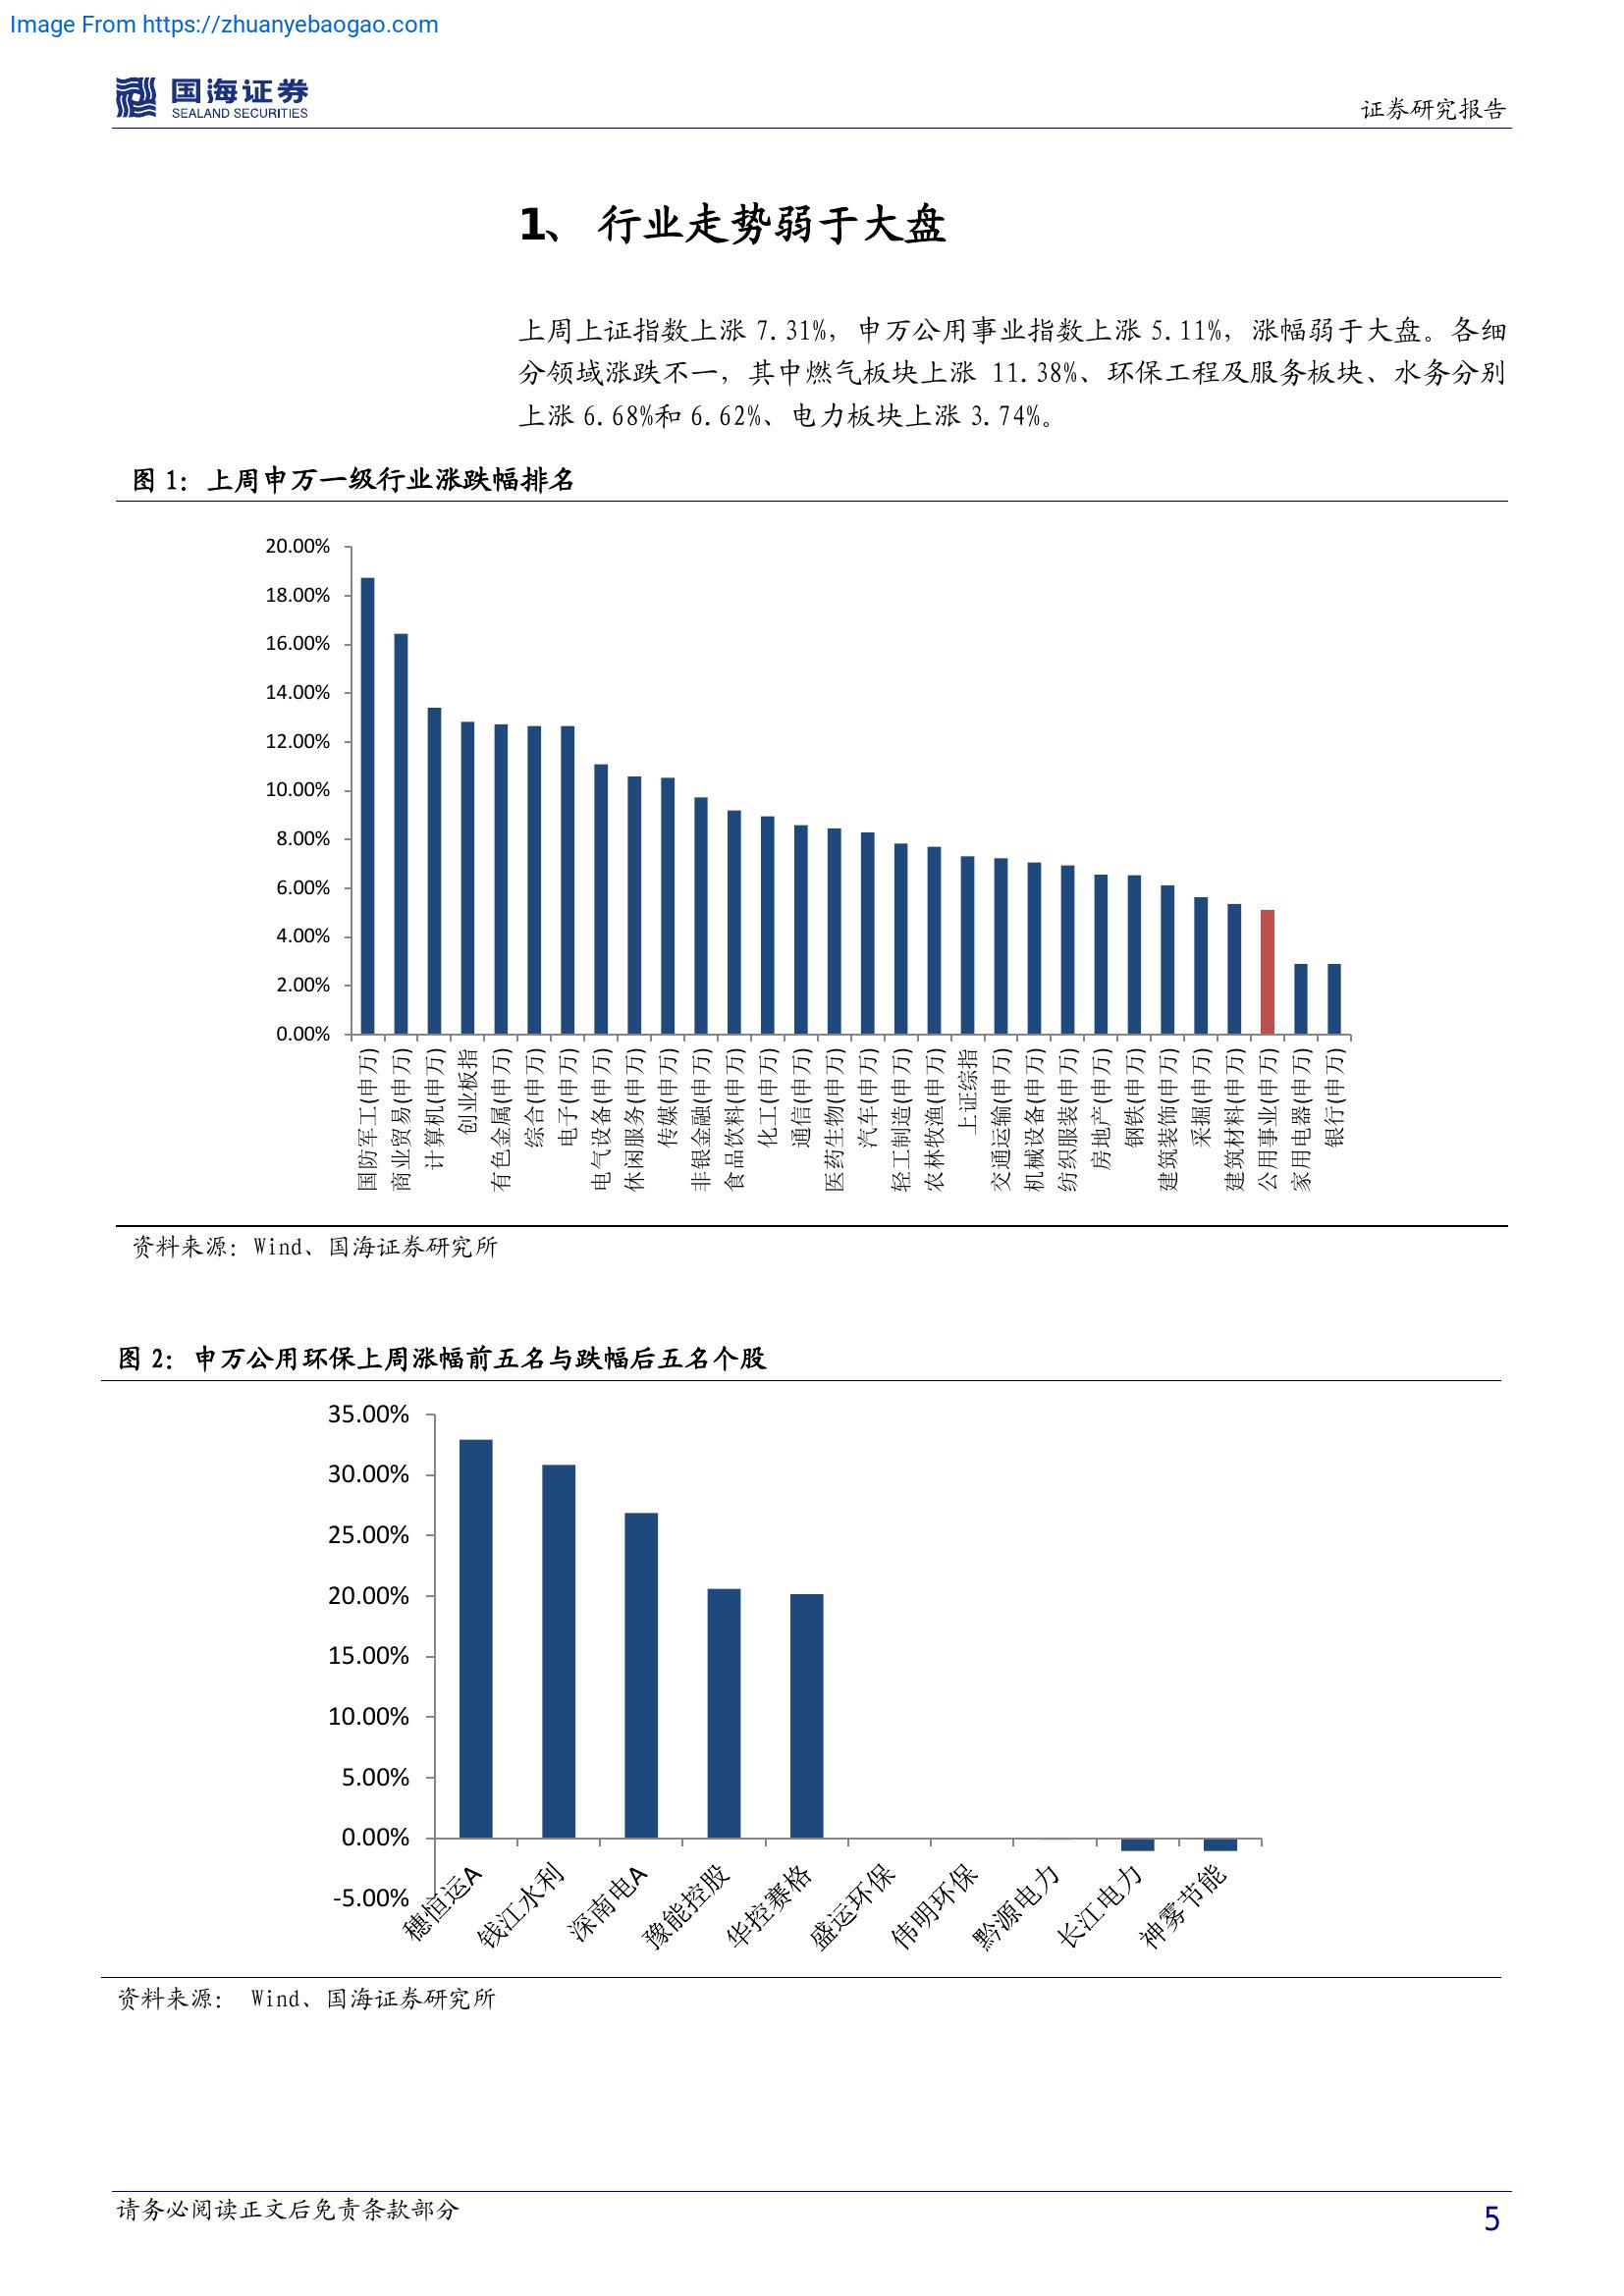 Image From https://zhuanyebaogao.com
国海证券
SEALAND SECURITIES
证券研究报告
1、 行业走势弱于大盘
上周上证指数上涨 7.31%，申万公用事业指数上涨 5.11%，涨幅弱于大盘。各细
分领域涨跌不一，其中燃气板块上涨 11.38%、环保工程及服务板块、水务分别
上涨 6.68%和 6.62%、电力板块上涨 3.74%。
图 1：上周申万一级行业涨跌幅排名
20.00%
18.00%
16.00%
14.00%
12.00%
10.00%
8.00%
6.00%
4.00%
2.00%
0.00%
国防军工(申万)
商业贸易(申万)
计算机(申万)
创业板指
有色金属(申万)
综合(申万)
电子(申万)
电气设备(申万)
休闲服务(申万)
传媒(申万)
非银金融(申万)
食品饮料(申万)
化工(申万)
通信(申万)
医药生物(申万)
汽车(申万)
轻工制造(申万)
农林牧渔(申万)
上证综指
交通运输(申万)
机械设备(申万)
纺织服装(申万)
房地产(申万)
钢铁(申万)
建筑装饰(申万)
采掘(申万)
建筑材料(申万)
公用事业(申万)
家用电器(申万)
银行(申万)
资料来源：Wind、国海证券研究所
图 2：申万公用环保上周涨幅前五名与跌幅后五名个股
35.00%
30.00%
25.00%
20.00%
15.00%
10.00%
5.00%
0.00%
-5.00%
穗恒运A
钱江水利
深南电A
豫能控股
华控赛格
盛运环保
伟明环保
黔源电力
长江电力
神雾节能
资料来源： Wind、国海证券研究所
请务必阅读正文后免责条款部分
5